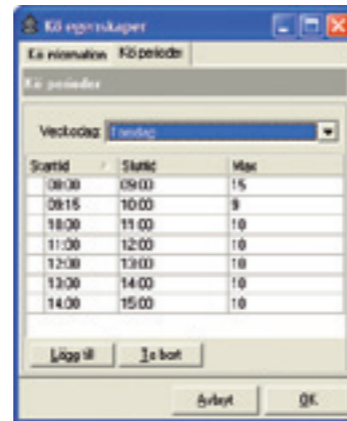 Kö egenskaper
Kö information Kö perioder
Kö perioder
Veckodag:
Starttid Sluttid Max
08:00 09:00 15
09:15 10:00 9
10:00 11:00 10
11:00 12:00 10
12:00 13:00 10
13:00 14:00 10
14:00 15:00 10
Lägg till Ta bort
Avbryt OK